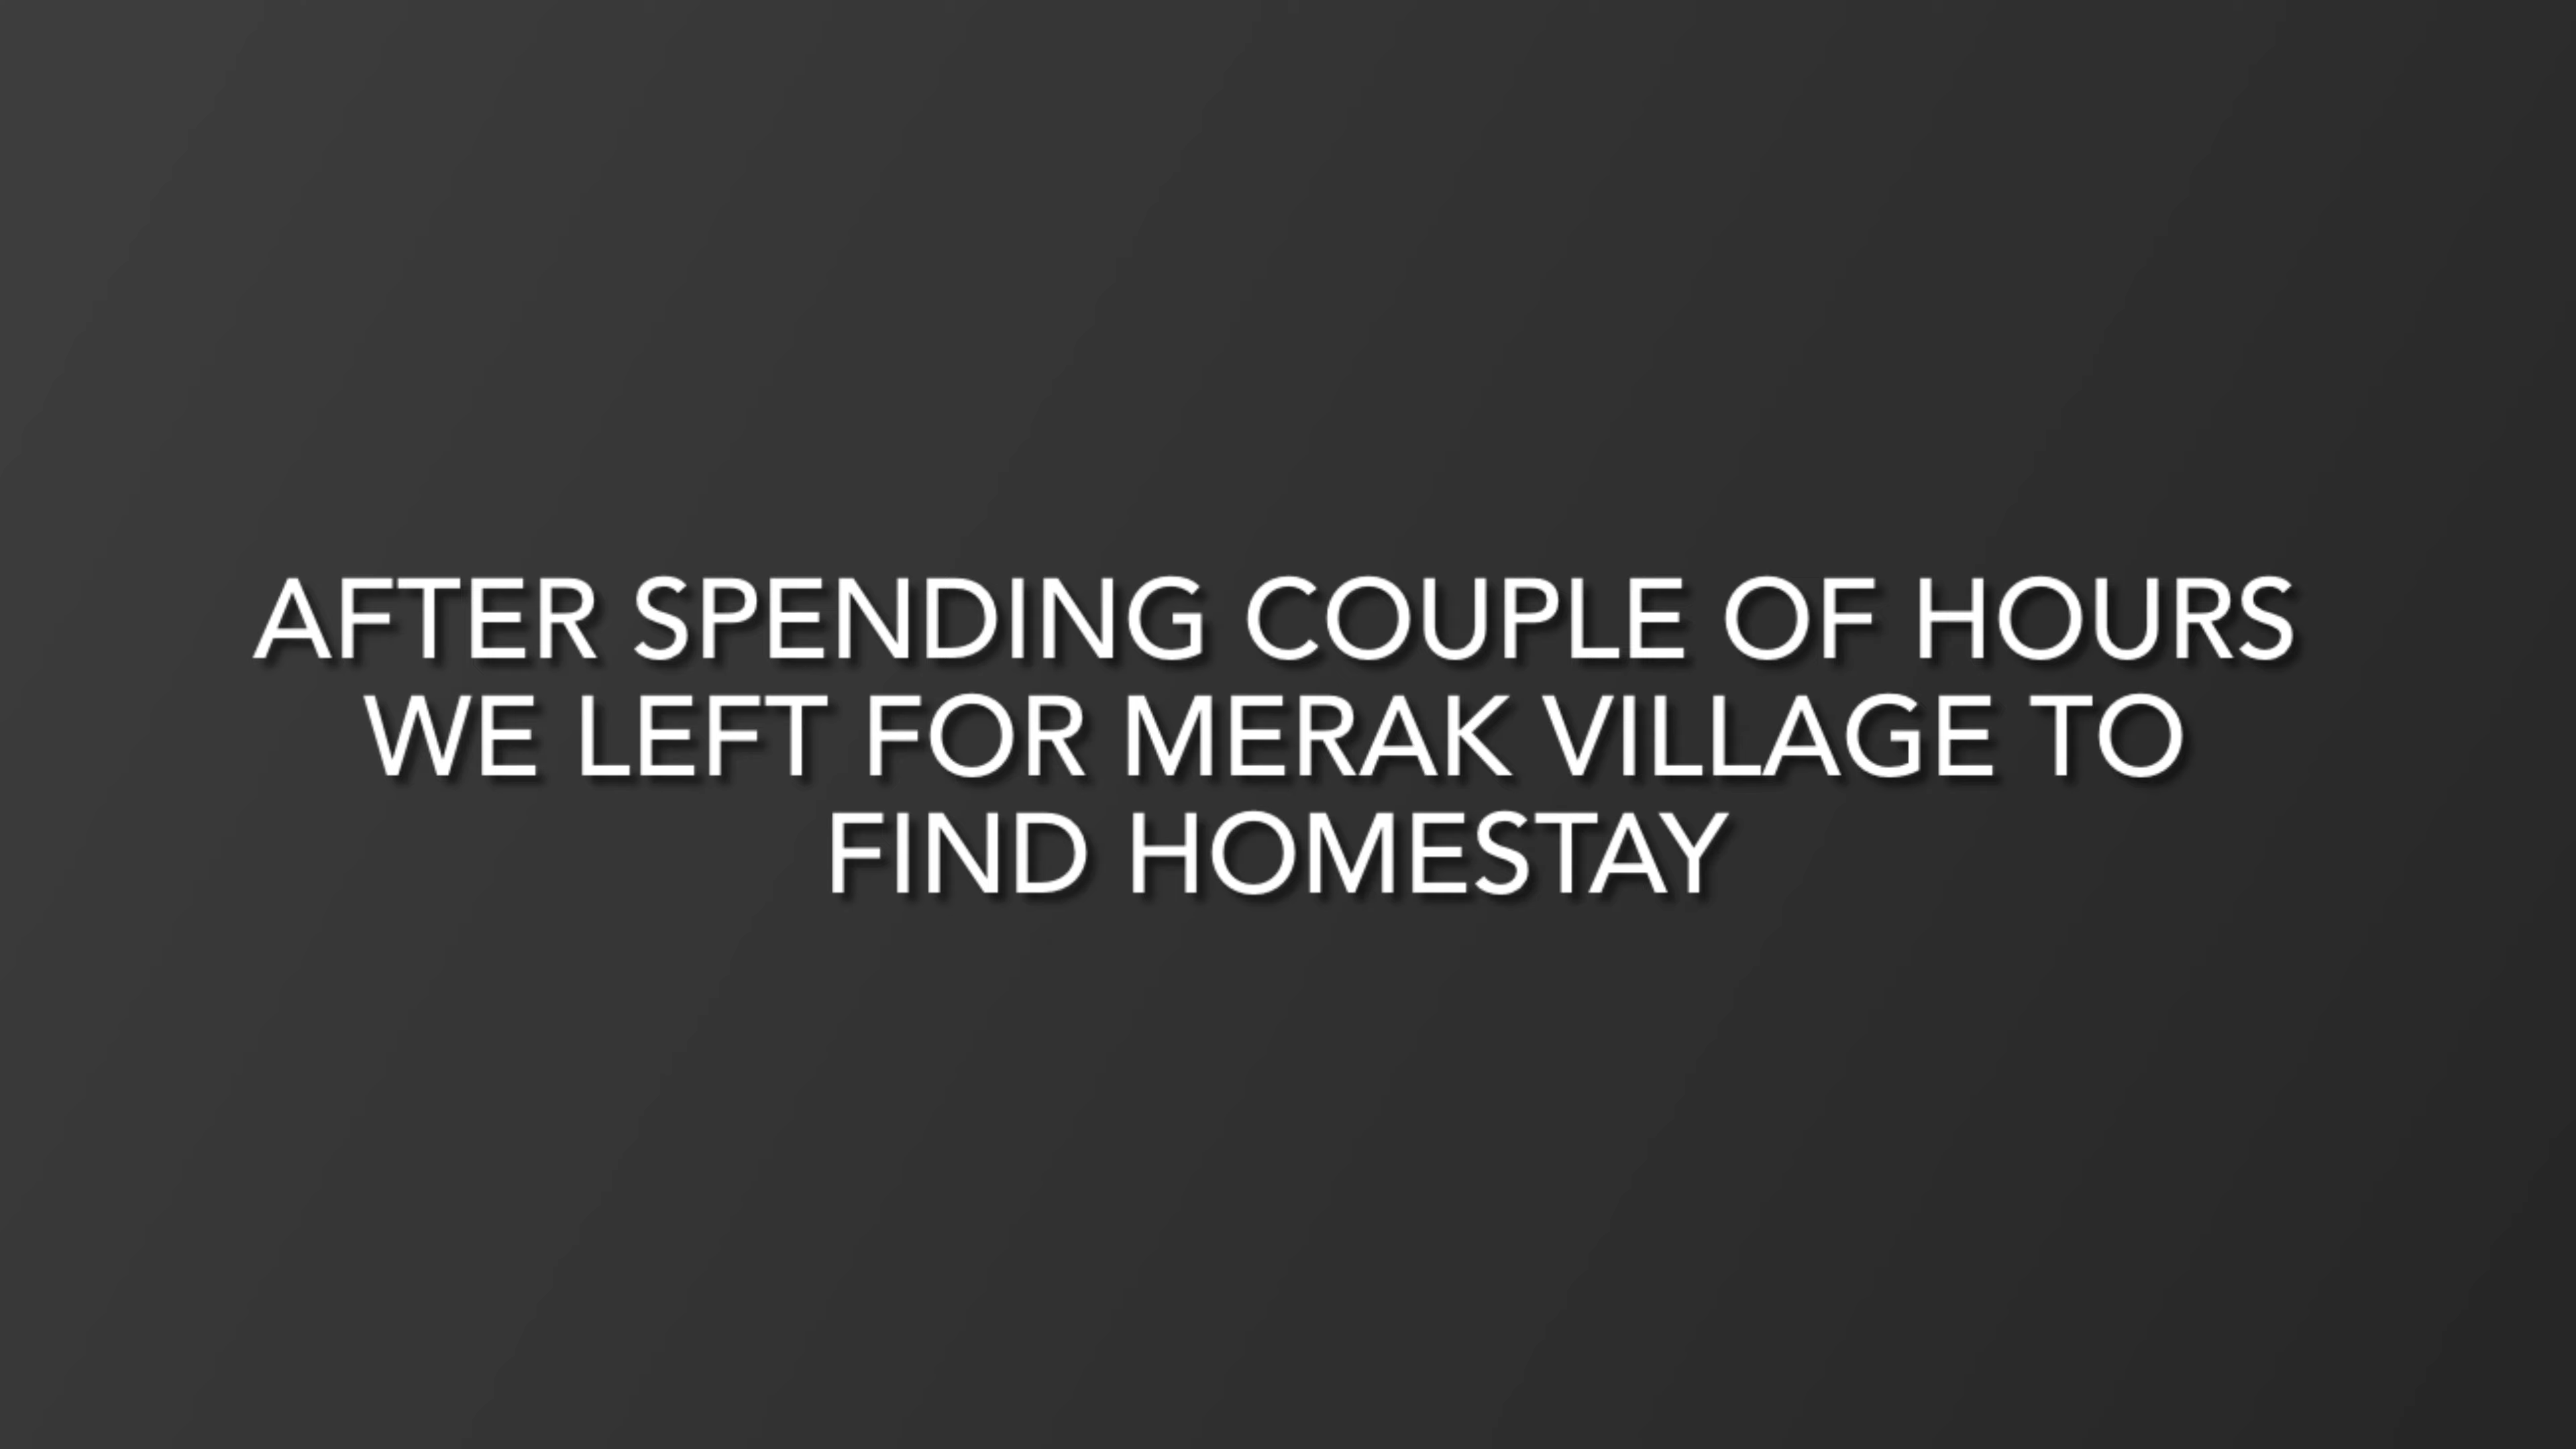 AFTER SPENDING COUPLE OF HOURS
WE LEFT FOR MERAK VILLAGE TO
FIND HOMESTAY